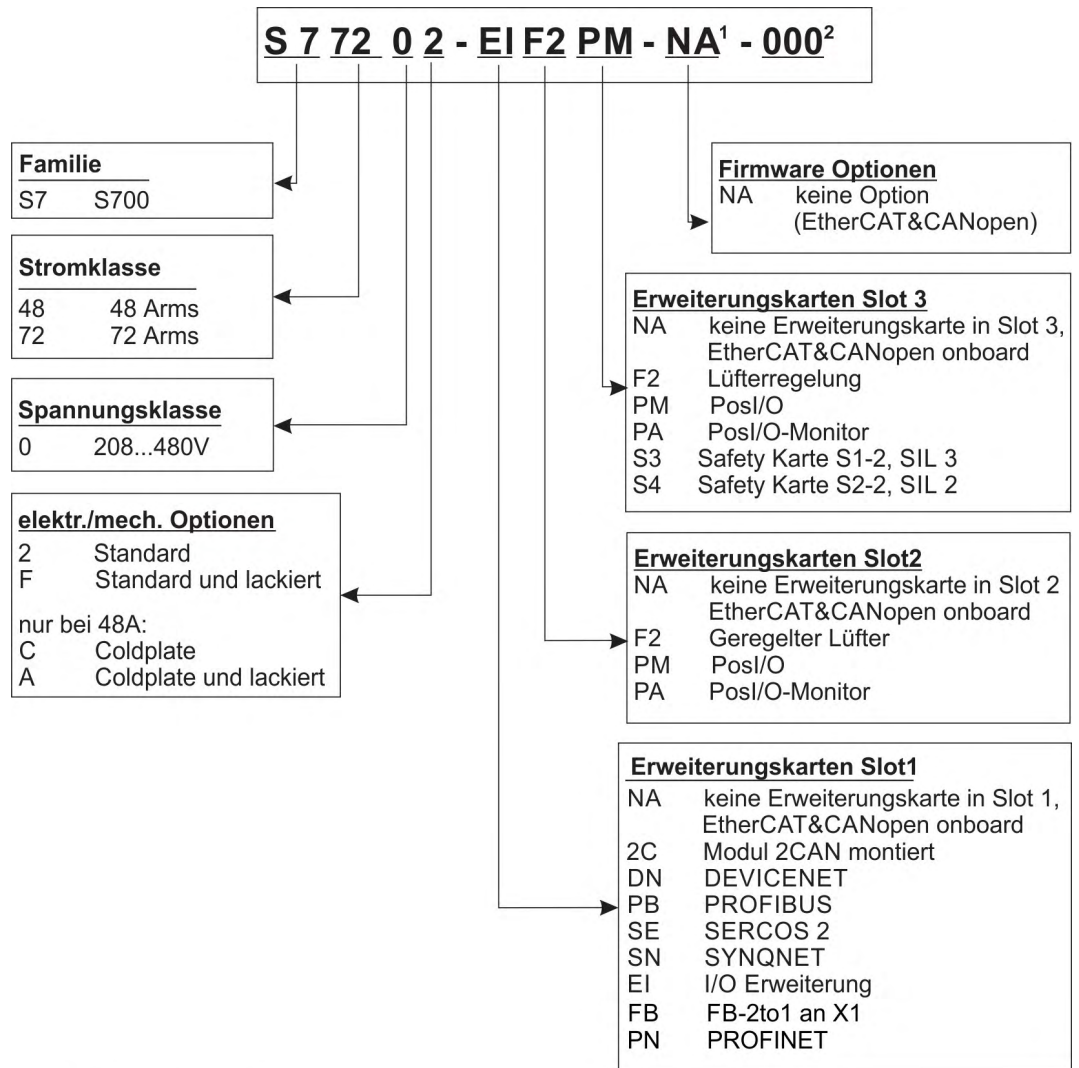 S 7 72 0 2 - EI F2 PM - NA¹ - 000²
Familie
S7 S700
Stromklasse
48 48 Arms
72 72 Arms
Spannungsklasse
0 208...480V
elektr./mech. Optionen
2 Standard
F Standard und lackiert
nur bei 48A:
C Coldplate
A Coldplate und lackiert
Firmware Optionen
NA keine Option
(EtherCAT&CANopen)
Erweiterungskarten Slot 3
NA keine Erweiterungskarte in Slot 3,
EtherCAT&CANopen onboard
F2 Lüfterregelung
PM PosI/O
PA PosI/O-Monitor
S3 Safety Karte S1-2, SIL 3
S4 Safety Karte S2-2, SIL 2
Erweiterungskarten Slot2
NA keine Erweiterungskarte in Slot 2
EtherCAT&CANopen onboard
F2 Geregelter Lüfter
PM PosI/O
PA PosI/O-Monitor
Erweiterungskarten Slot1
NA keine Erweiterungskarte in Slot 1,
EtherCAT&CANopen onboard
2C Modul 2CAN montiert
DN DEVICENET
PB PROFIBUS
SE SERCOS 2
SN SYNQNET
EI I/O Erweiterung
FB FB-2to1 an X1
PN PROFINET